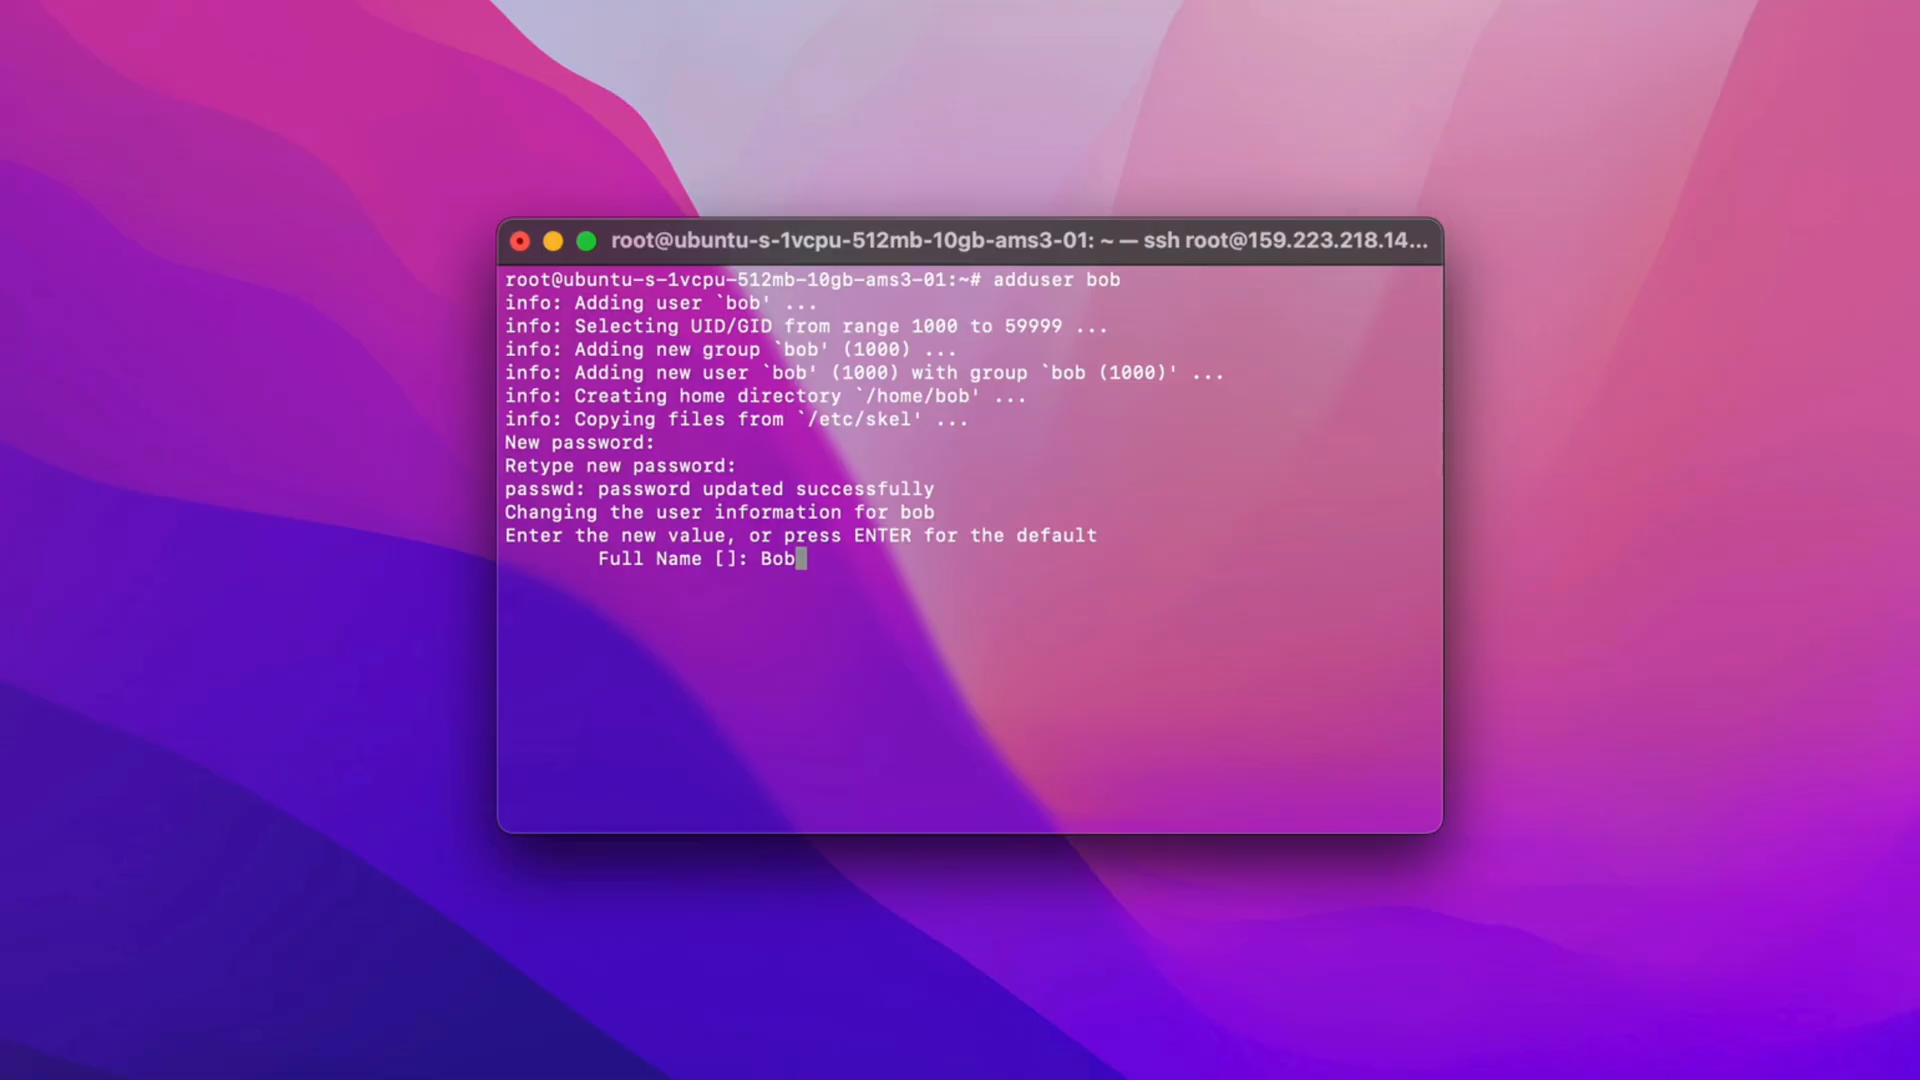 root@ubuntu-s-1vcpu-512mb-10gb-ams3-01: ~ — ssh root@159.223.218.14...
root@ubuntu-s-1vcpu-512mb-10gb-ams3-01:~# adduser bob
info: Adding user `bob' ...
info: Selecting UID/GID from range 1000 to 59999 ...
info: Adding new group `bob' (1000) ...
info: Adding new user `bob' (1000) with group `bob (1000)' ...
info: Creating home directory `/home/bob' ...
info: Copying files from `/etc/skel' ...
New password:
Retype new password:
passwd: password updated successfully
Changing the user information for bob
Enter the new value, or press ENTER for the default
Full Name []: Bob